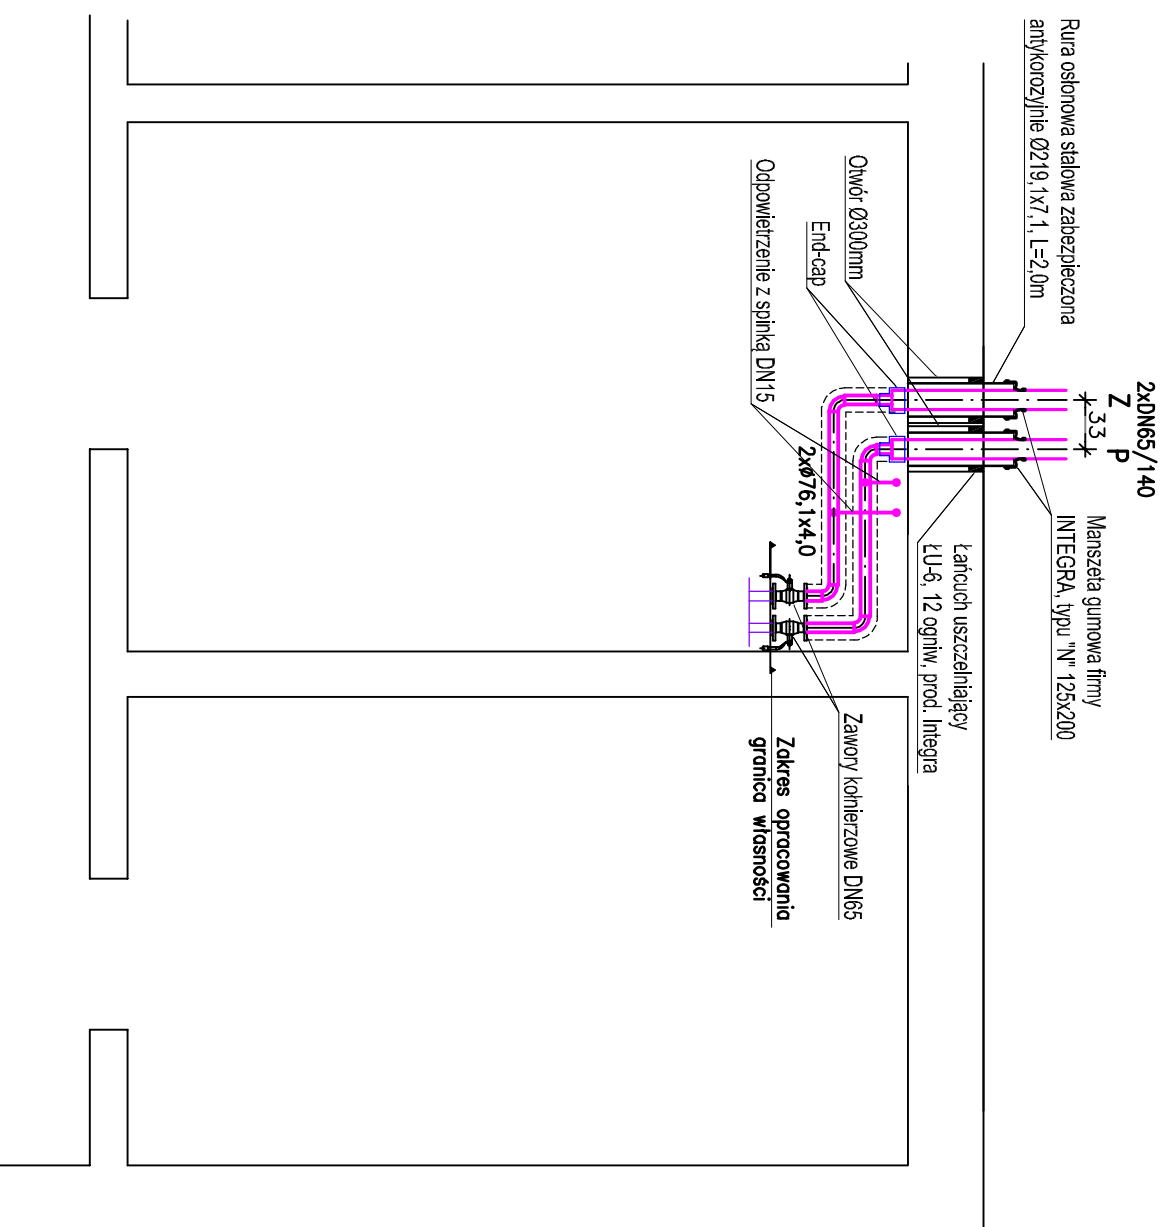 2xDN65/140
Z P
33
Rura osłonowa stalowa zabezpieczona
antykorozyjnie Ø219,1x7,1, L=2,0m
Manszeta gumowa firmy
INTEGRA, typu "N" 125x200
Łańcuch uszczelniający
ŁU-6, 12 ogniw, prod. Integra
Otwór Ø300mm
End-cap
Odpowietrzenie z spinką DN15
2xø76,1x4,0
Zawory kołnierzowe DN65
Zakres opracowania
granica własności